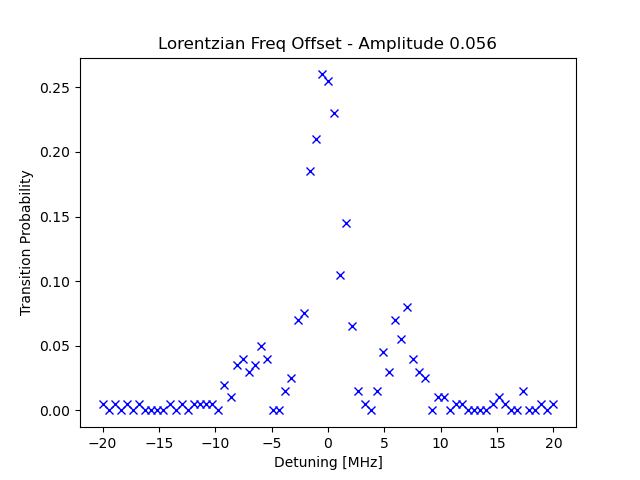 Lorentzian Freq Offset - Amplitude 0.056
Transition Probability
0.25
0.20
0.15
0.10
0.05
0.00
−20 −15 −10 −5 0 5 10 15 20
Detuning [MHz]